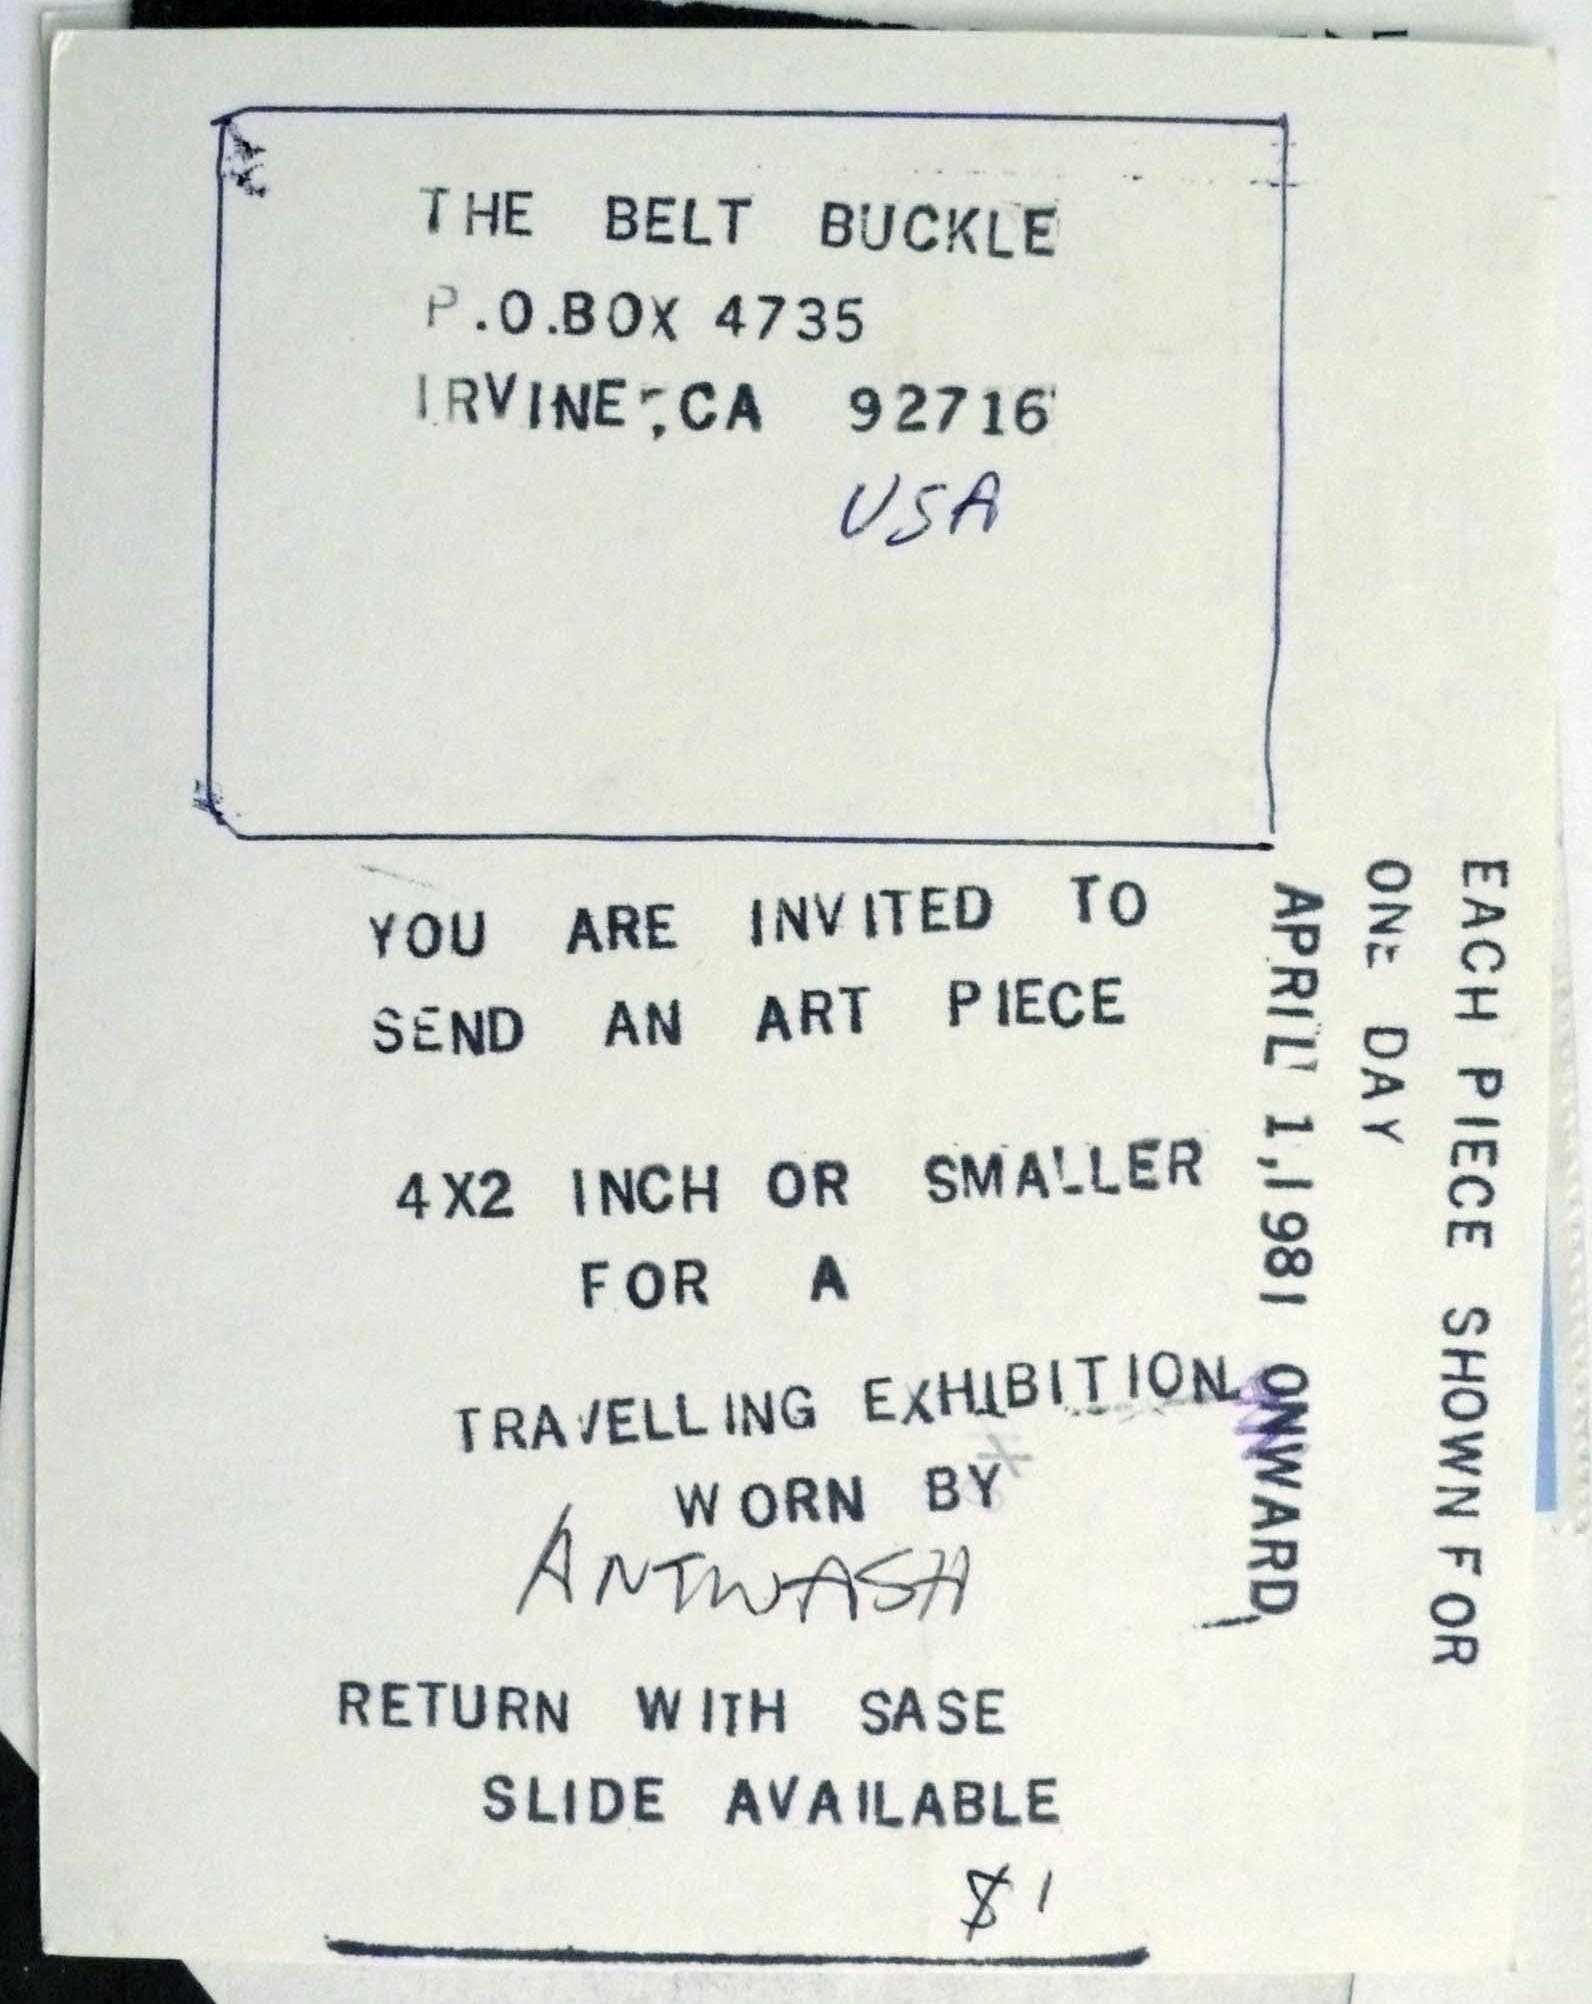 THE BELT BUCKLE
P.O.BOX 4735
IRVINE, CA 92716
USA
YOU ARE INVITED TO
SEND AN ART PIECE
4X2 INCH OR SMALLER
FOR A
TRAVELLING EXHIBITION
WORN BY
ANTWASH
RETURN WITH SASE
SLIDE AVAILABLE
$1
EACH PIECE SHOWN FOR
ONE DAY
APRIL 1,1981 ONWARD